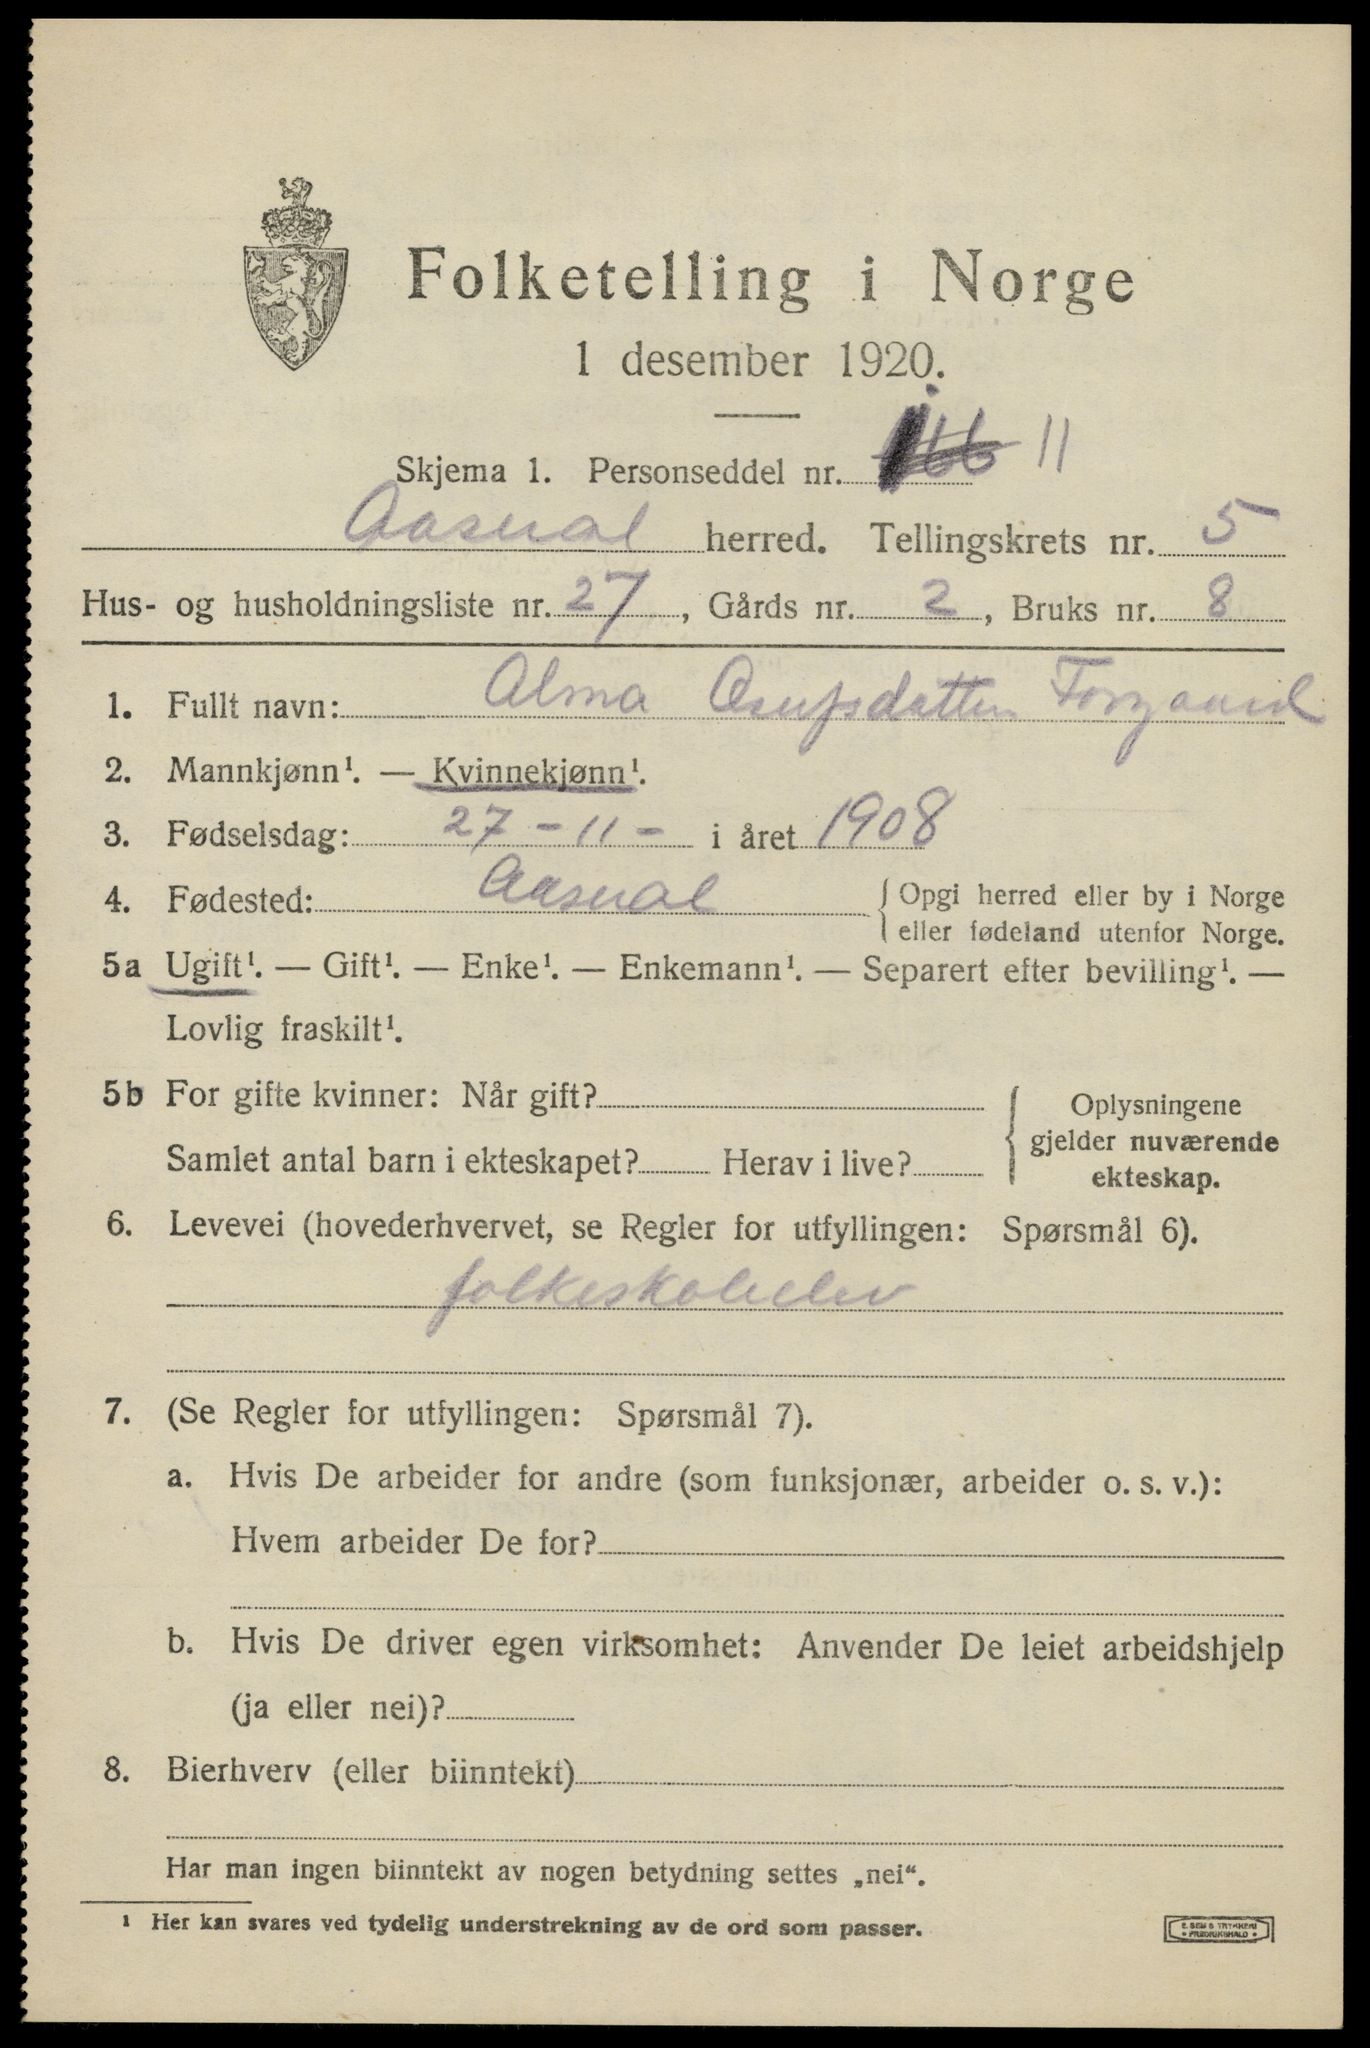 Folketelling i Norge
1 desember 1920.
Skjema 1. Personseddel nr. 11
Aasnal herred. Tellingskrets nr. 5
Hus- og husholdningsliste nr. 27, Gårds nr. 2, Bruks nr. 8
1. Fullt navn: Alma
2. Mannkjønn¹. — Kvinnekjønn¹.
3. Fødselsdag: 27 - 11 - i året 1908
4. Fødested: Aasnal
{ Opgi herred eller by i Norge
eller fødeland utenfor Norge.
5a Ugift¹. — Gift¹. — Enke¹. — Enkemann¹. — Separert efter bevilling¹. —
Lovlig fraskilt¹.
5b For gifte kvinner: Når gift?
Samlet antal barn i ekteskapet? Herav i live?
{ Oplysningene
gjelder nuværende
ekteskap.
6. Levevei (hovederhvervet, se Regler for utfyllingen: Spørsmål 6).
folkeskoleelev
7. (Se Regler for utfyllingen: Spørsmål 7).
a. Hvis De arbeider for andre (som funksjonær, arbeider o. s. v.):
Hvem arbeider De for?
b. Hvis De driver egen virksomhet: Anvender De leiet arbeidshjelp
(ja eller nei)?
8. Bierhverv (eller biinntekt)
Har man ingen biinntekt av nogen betydning settes „nei“.
¹ Her kan svares ved tydelig understrekning av de ord som passer.
E. SEM'S TRYKKERI
• FREDRIKSHALD •